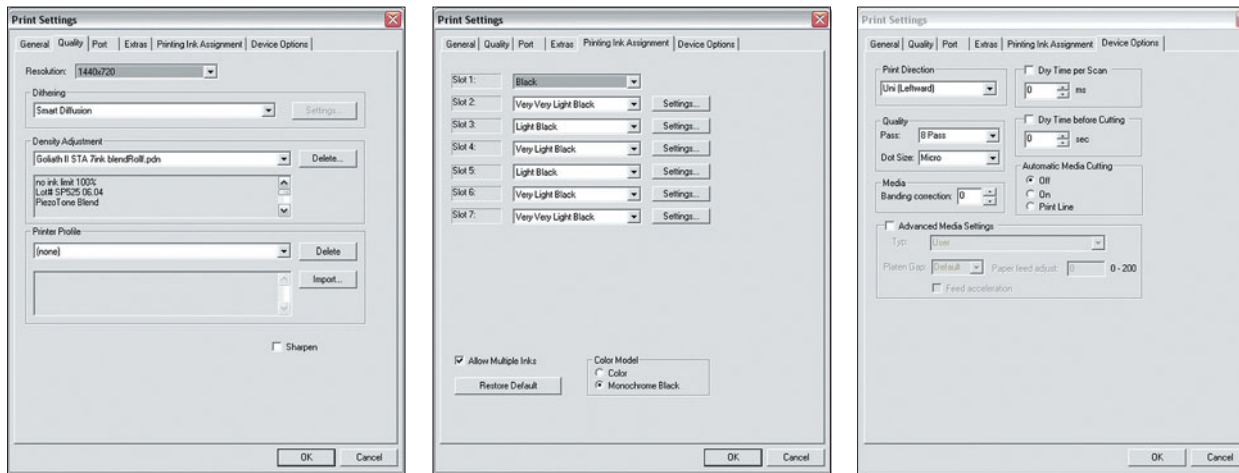 Print Settings
General Quality Port Extras Printing Ink Assignment Device Options
Resolution: 1440x720
Dithering
Smart Diffusion Settings...
Density Adjustment
Goliath II STA 7ink blendRoll!.pdn Delete...
no ink limit 100%
Lot# SP525 06.04
PiezoTone Blend
Printer Profile
(none) Delete
Import...
Sharpen
OK Cancel
Print Settings
General Quality Port Extras Printing Ink Assignment Device Options
Slot 1: Black
Slot 2: Very Very Light Black Settings...
Slot 3: Light Black Settings...
Slot 4: Very Light Black Settings...
Slot 5: Light Black Settings...
Slot 6: Very Light Black Settings...
Slot 7: Very Very Light Black Settings...
Allow Multiple Inks
Restore Default
Color Model
Color
Monochrome Black
OK Cancel
Print Settings
General Quality Port Extras Printing Ink Assignment Device Options
Print Direction
Uni (Leftward)
Dry Time per Scan
0 ms
Quality
Pass: 8 Pass
Dot Size: Micro
Dry Time before Cutting
0 sec
Media
Banding correction: 0
Automatic Media Cutting
Off
On
Print Line
Advanced Media Settings
Typ: User
Platen Gap: Default Paper feed adjust: 0 0 - 200
Feed acceleration
OK Cancel